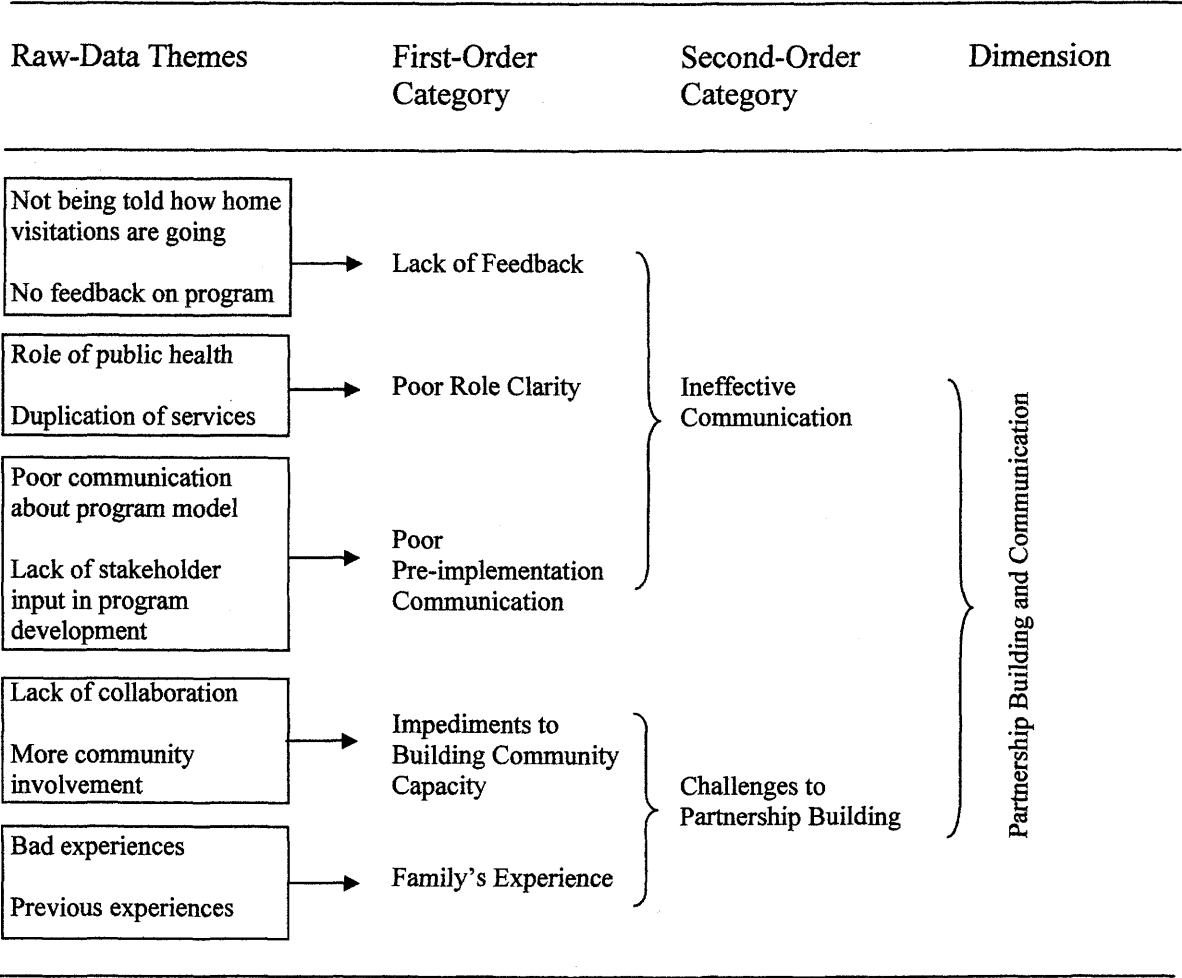 Raw-Data Themes
First-Order
Category
Second-Order
Category
Dimension
Not being told how home
visitations are going
No feedback on program
Lack of Feedback
Role of public health
Duplication of services
Poor Role Clarity
Poor communication
about program model
Lack of stakeholder
input in program
development
Poor
Pre-implementation
Communication
Ineffective
Communication
Lack of collaboration
More community
involvement
Impediments to
Building Community
Capacity
Bad experiences
Previous experiences
Family's Experience
Challenges to
Partnership Building
Partnership Building and Communication